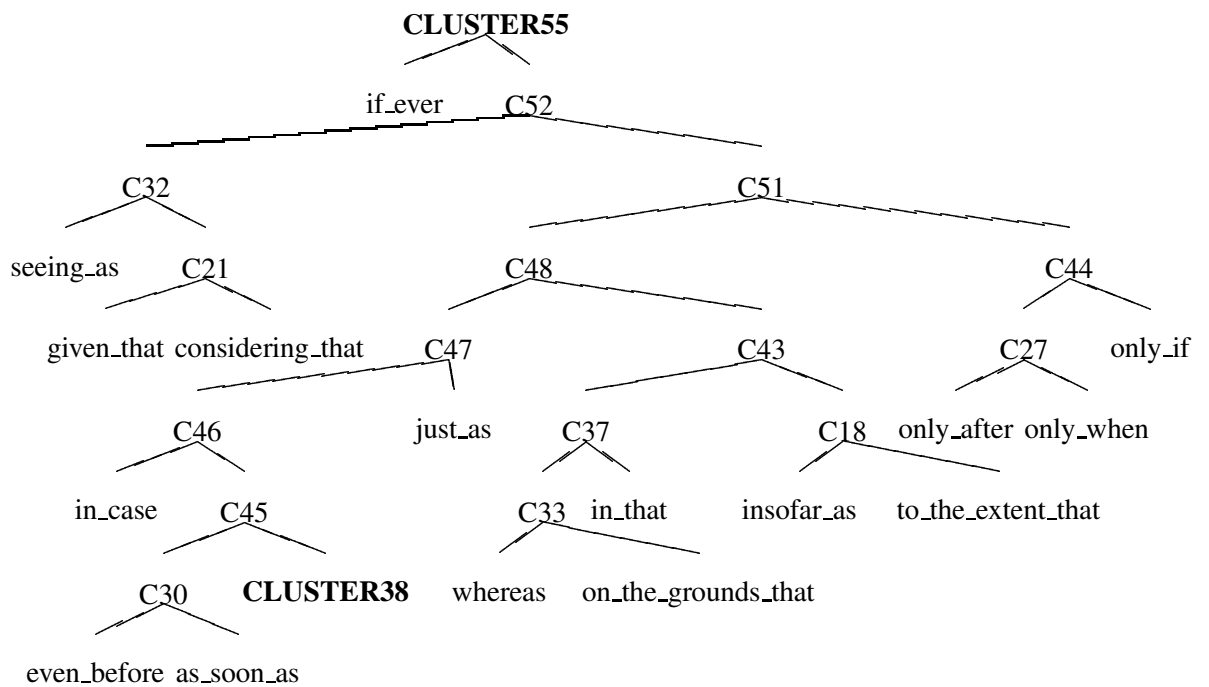 CLUSTER55
if_ever C52
C32 C51
seeing_as C21 C48 C44
given_that considering_that C47 C43 C27 only_if
C46 just_as C37 C18 only_after only_when
in_case C45 C33 in_that insofar_as to_the_extent_that
C30 CLUSTER38 whereas on_the_grounds_that
even_before as_soon_as